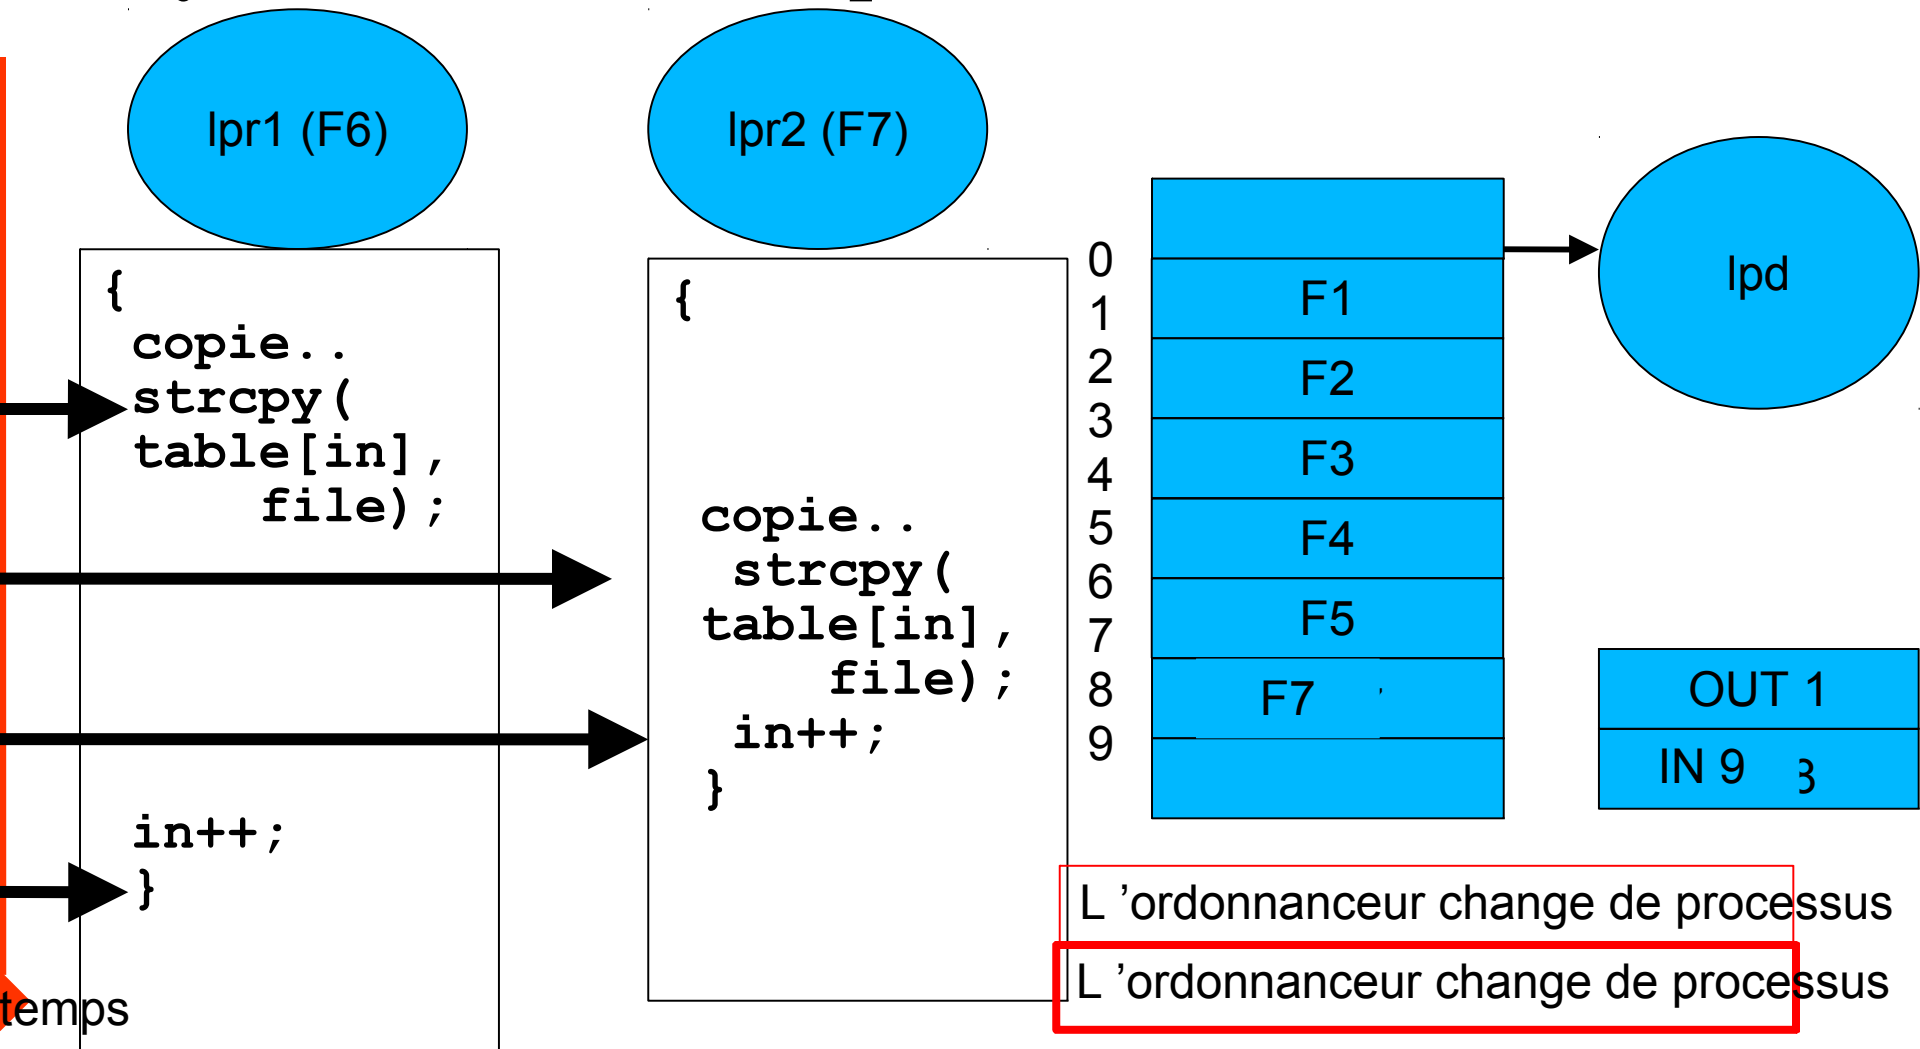 lpr1 (F6)
{
copie..
strcpy(
table[in],
file);
in++;
}
temps
lpr2 (F7)
{
copie..
strcpy(
table[in],
file);
in++;
}
0
1
2
3
4
5
6
7
8
9
F1
F2
F3
F4
F5
F7
lpd
OUT 1
IN 9
L ’ordonnanceur change de processus
L ’ordonnanceur change de processus